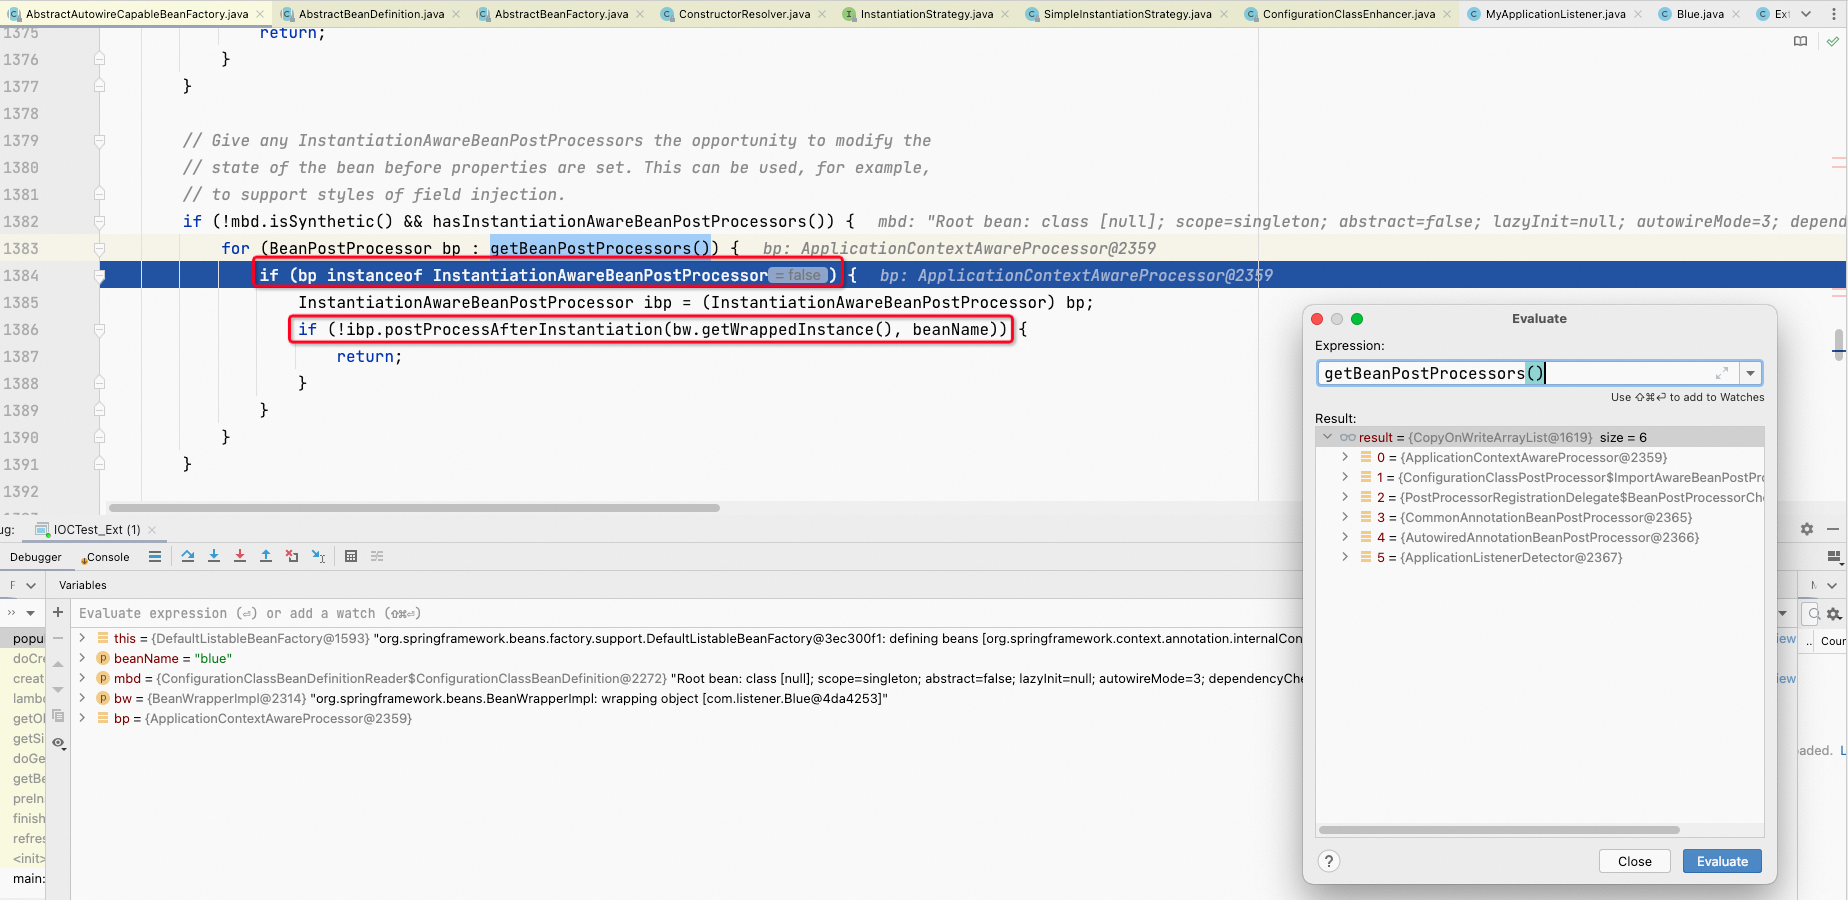 AbstractAutowireCapableBeanFactory.java AbstractBeanDefinition.java AbstractBeanFactory.java ConstructorResolver.java InstantiationStrategy.java SimpleInstantiationStrategy.java ConfigurationClassEnhancer.java MyApplicationListener.java Blue.java Ext
1375 return;
1376 }
1377 }
1378
1379 // Give any InstantiationAwareBeanPostProcessors the opportunity to modify the
1380 // state of the bean before properties are set. This can be used, for example,
1381 // to support styles of field injection.
1382 if (!mbd.isSynthetic() && hasInstantiationAwareBeanPostProcessors()) { mbd: "Root bean: class [null]; scope=singleton; abstract=false; lazyInit=null; autowireMode=3; depend
1383 for (BeanPostProcessor bp : getBeanPostProcessors()) { bp: ApplicationContextAwareProcessor@2359
1384 if (bp instanceof InstantiationAwareBeanPostProcessor = false ) { bp: ApplicationContextAwareProcessor@2359
1385 InstantiationAwareBeanPostProcessor ibp = (InstantiationAwareBeanPostProcessor) bp;
1386 if (!ibp.postProcessAfterInstantiation(bw.getWrappedInstance(), beanName)) {
1387 return;
1388 }
1389 }
1390 }
1391 }
1392
Evaluate
Expression:
getBeanPostProcessors()
Use ⇧⌘⏎ to add to Watches
Result:
result = {CopyOnWriteArrayList@1619} size = 6
0 = {ApplicationContextAwareProcessor@2359}
1 = {ConfigurationClassPostProcessor$ImportAwareBeanPostPro
2 = {PostProcessorRegistrationDelegate$BeanPostProcessorChe
3 = {CommonAnnotationBeanPostProcessor@2365}
4 = {AutowiredAnnotationBeanPostProcessor@2366}
5 = {ApplicationListenerDetector@2367}
? Close Evaluate
ug: IOCTest_Ext (1)
Debugger Console
F Variables
Evaluate expression (⏎) or add a watch (⇧⌘⏎)
popu
doCre
creat
lambd
getOl
getSi
doGe
getBe
preIn
finish
refres
<init>
main:
this = {DefaultListableBeanFactory@1593} "org.springframework.beans.factory.support.DefaultListableBeanFactory@3ec300f1: defining beans [org.springframework.context.annotation.internalCon
beanName = "blue"
mbd = {ConfigurationClassBeanDefinitionReader$ConfigurationClassBeanDefinition@2272} "Root bean: class [null]; scope=singleton; abstract=false; lazyInit=null; autowireMode=3; dependencyChe
bw = {BeanWrapperImpl@2314} "org.springframework.beans.BeanWrapperImpl: wrapping object [com.listener.Blue@4da4253]"
bp = {ApplicationContextAwareProcessor@2359}
iew
iew
.. Coun
aded. L